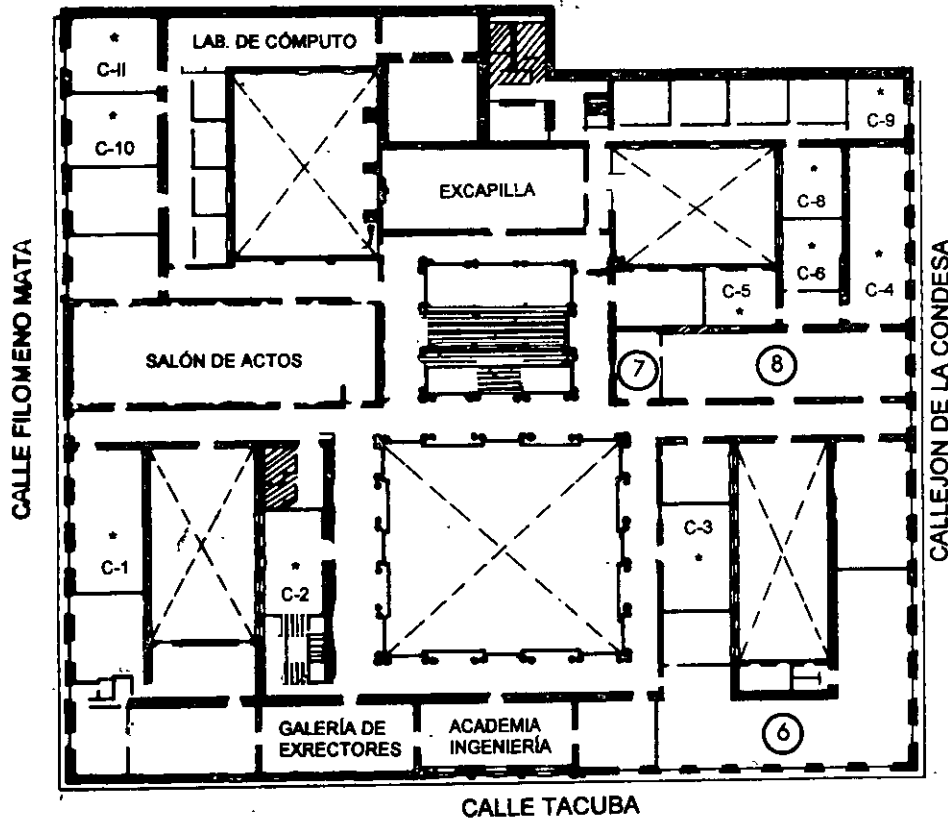 LAB. DE CÓMPUTO
*
C-11
*
C-10
*
C-9
EXCAPILLA
*
C-8
*
C-6
*
C-4
C-5
*
CALLE FILOMENO MATA
SALÓN DE ACTOS
7
8
CALLEJON DE LA CONDESA
*
C-1
*
C-2
C-3
*
GALERÍA DE
EXRECTORES
ACADEMIA
INGENIERÍA
6
CALLE TACUBA